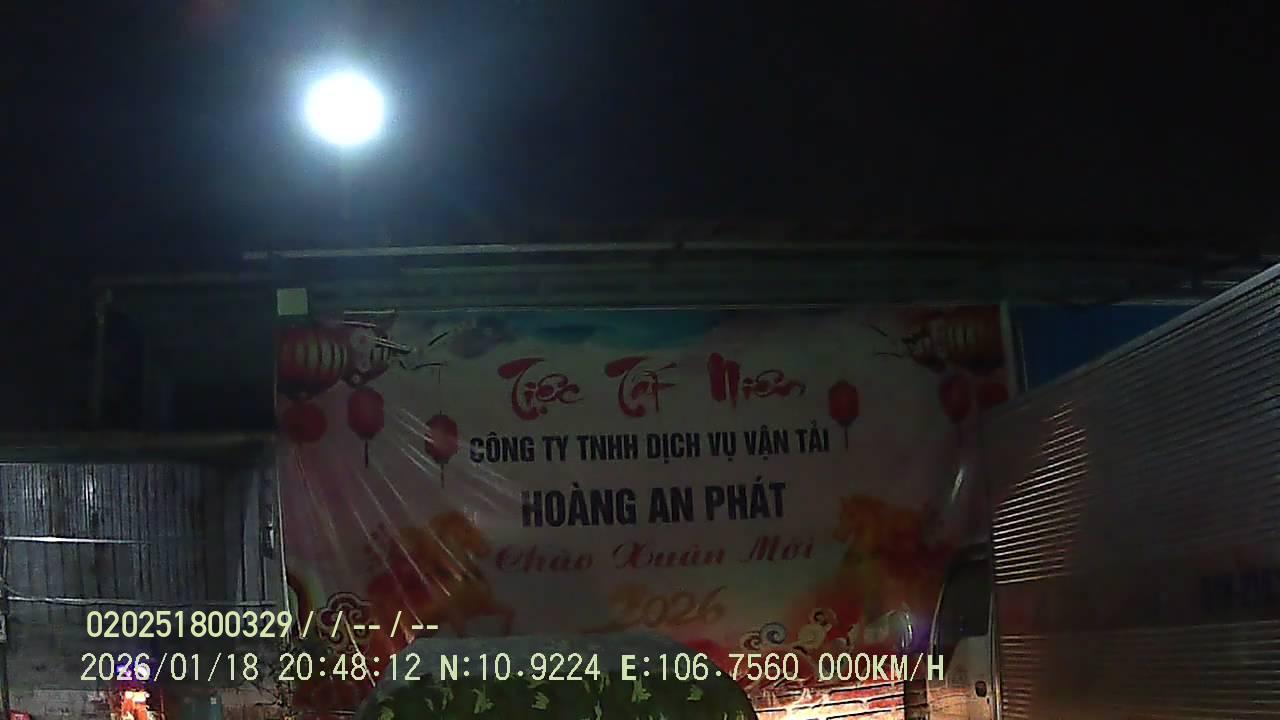 Tiệc Tất Niên
CÔNG TY TNHH DỊCH VỤ VẬN TẢI
HOÀNG AN PHÁT
Chào Xuân Mới
2026
020251800329/ /--/--
2026/01/18 20:48:12 N:10.9224 E:106.7560 000KM/H